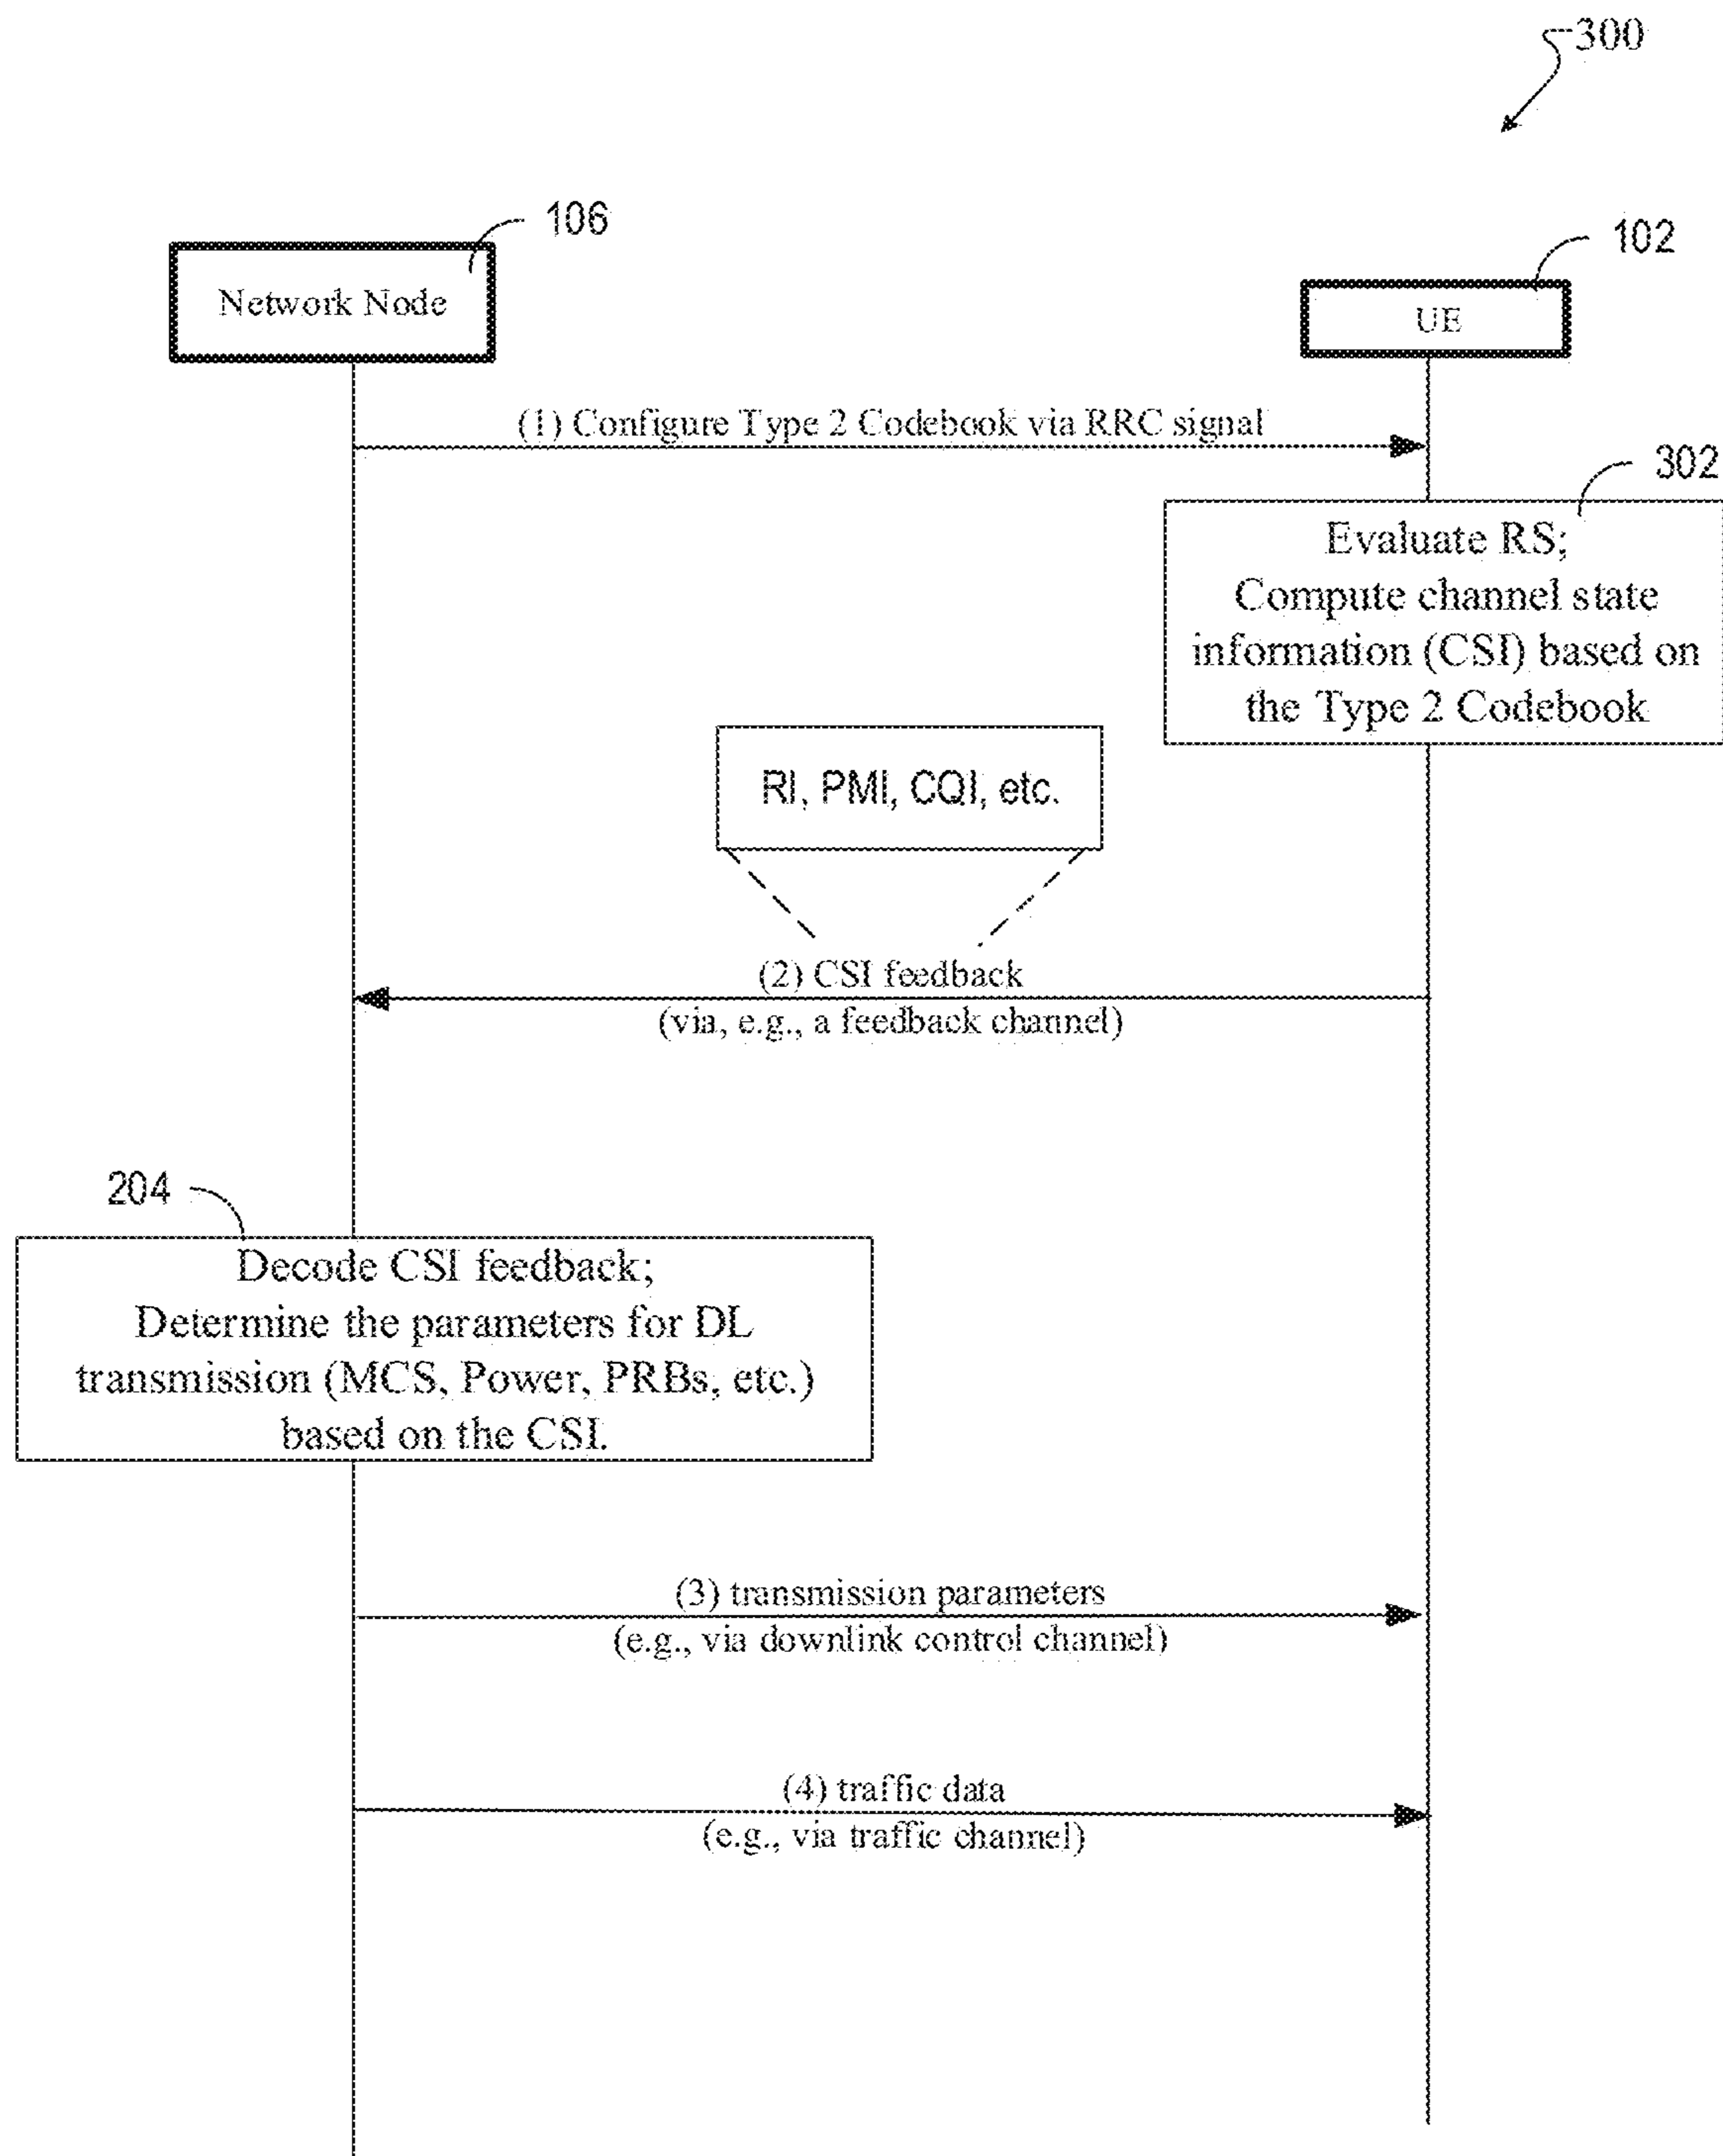 300
106
102
Network Node
UE
(1) Configure Type 2 Codebook via RRC signal
302
Evaluate RS;
Compute channel state
information (CSI) based on
the Type 2 Codebook
RI, PMI, CQI, etc.
(2) CSI feedback
(via, e.g., a feedback channel)
204
Decode CSI feedback;
Determine the parameters for DL
transmission (MCS, Power, PRBs, etc.)
based on the CSI.
(3) transmission parameters
(e.g., via downlink control channel)
(4) traffic data
(e.g., via traffic channel)